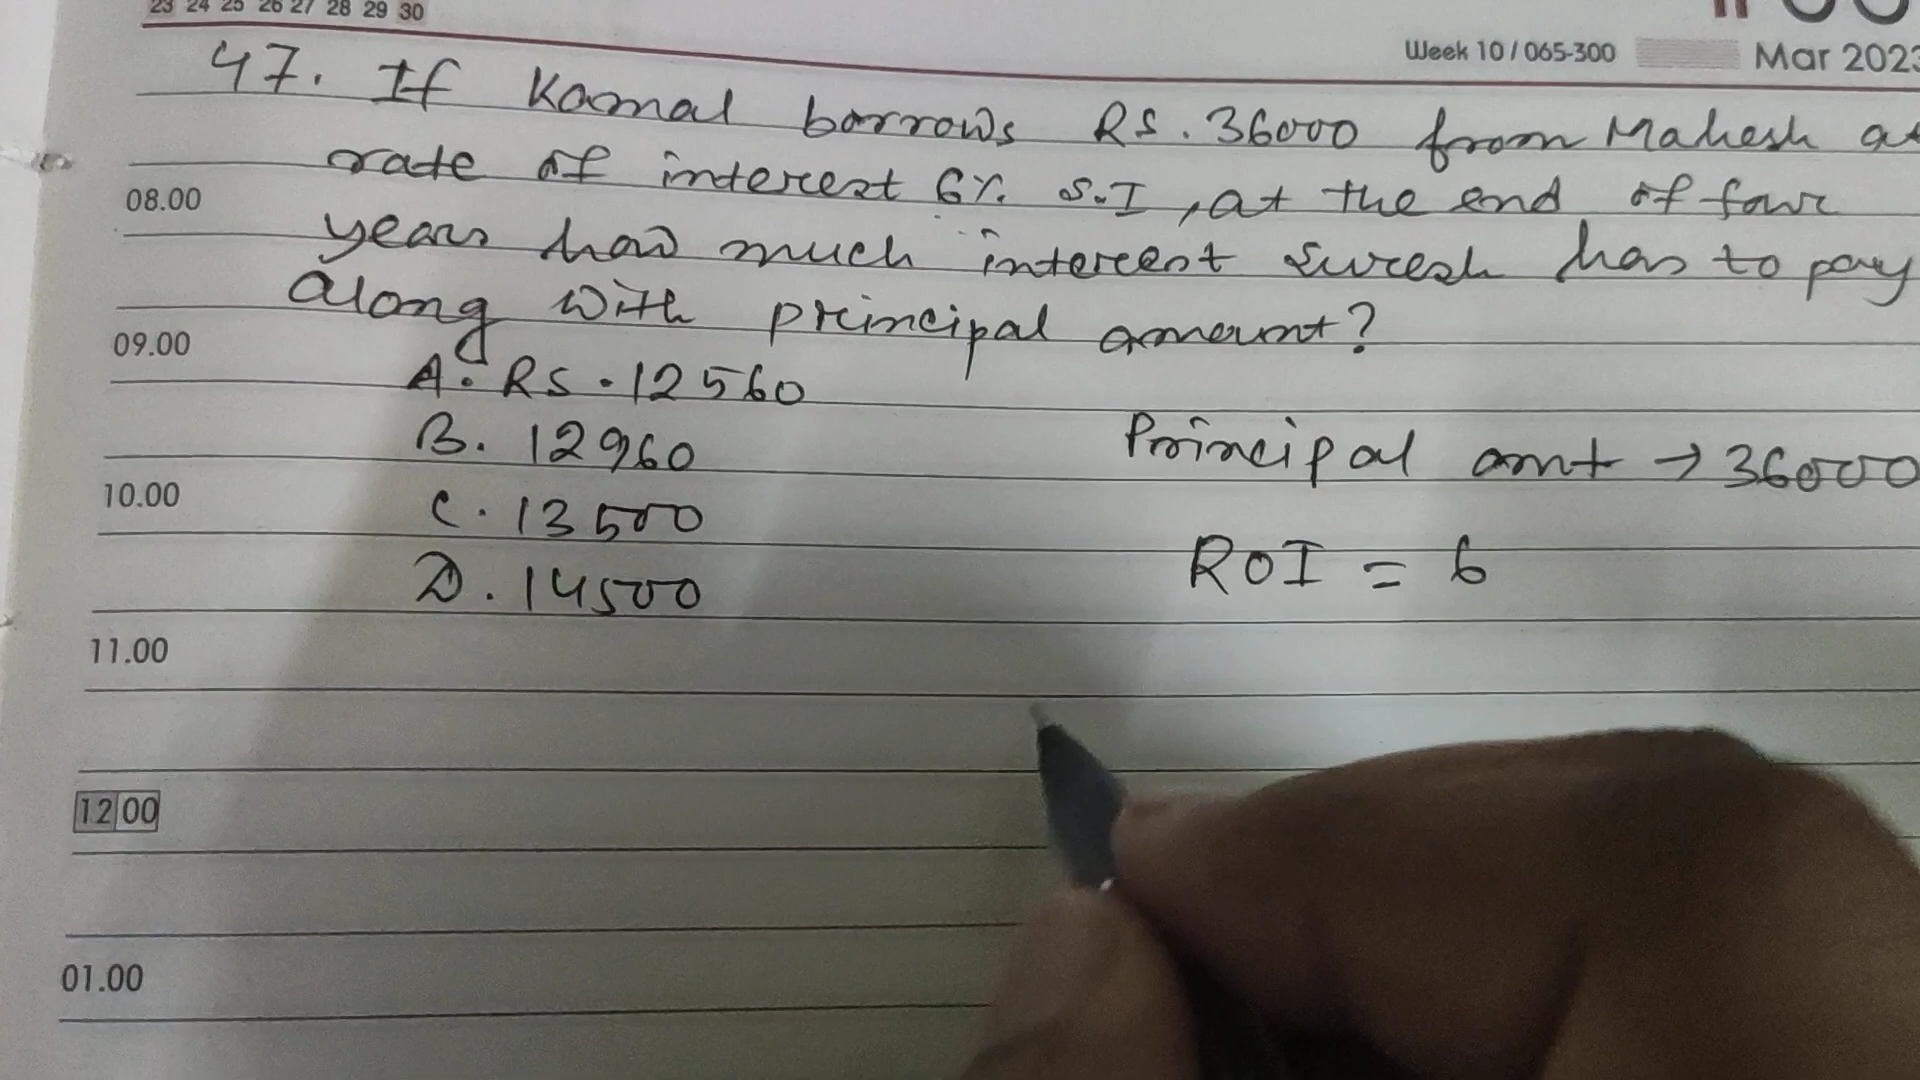 23 24 25 26 27 28 29 30
Week 10 / 065-300 Mar 2023
47. If Kamal borrows RS. 36000 from Mahesh at
rate of interest 6% S.I, at the end of four
08.00
years how much interest Suresh has to pay
along with principal amount?
09.00
A. RS. 12560
B. 12960
Principal amt → 36000
10.00
C. 13500
ROI = 6
D. 14500
11.00
12 00
01.00